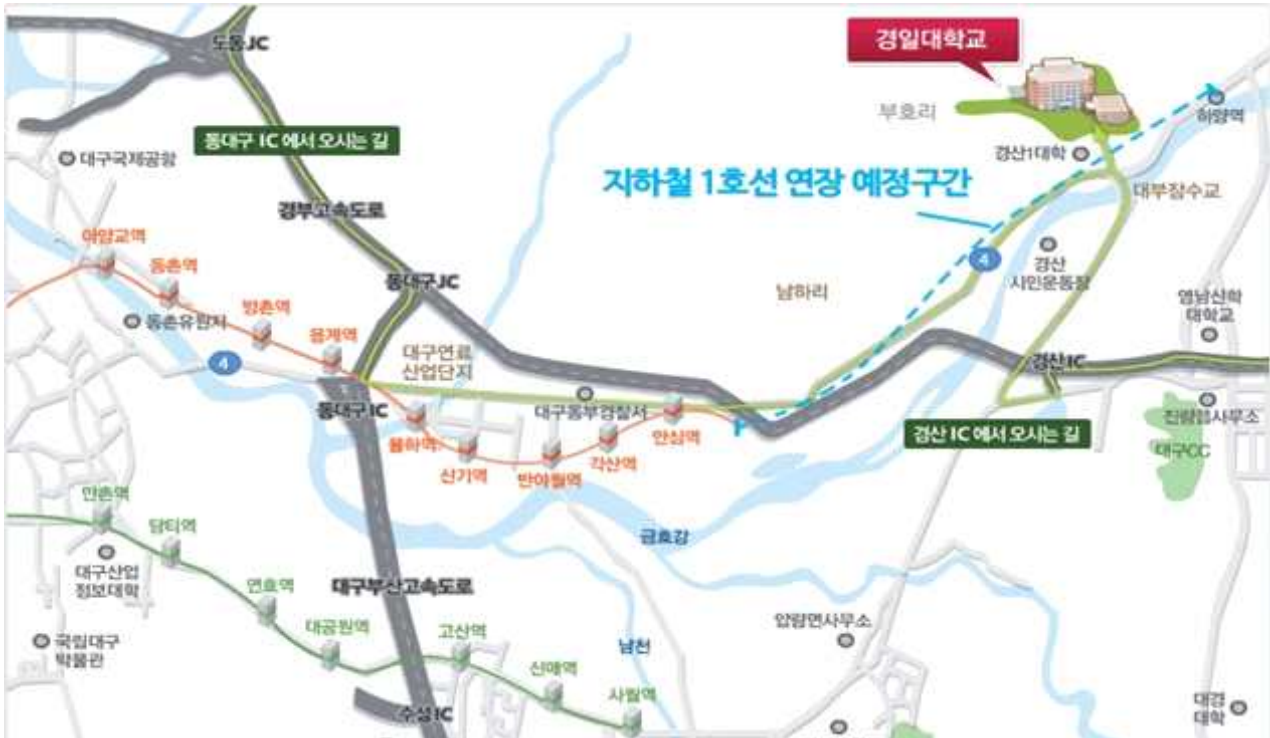 도동JC
경일대학교
부호리
하양역
동대구 IC 에서 오시는 길
대구국제공항
경산1대학
지하철 1호선 연장 예정구간
대부잠수교
경부고속도로
아양교역
동촌역
4
경산
시민운동장
동대구JC
남하리
방촌역
영남신학
대학교
동촌유원지
용계역
대구연료
산업단지
4
경산IC
동대구IC
대구동부경찰서
안심역
경산 IC 에서 오시는 길
진량읍사무소
율하역
신기역
반야월역
각산역
대구CC
만촌역
담티역
금호강
대구산업
정보대학
연호역
대구부산고속도로
대공원역
고산역
압량면사무소
국립대구
박물관
남천
신매역
사월역
수성IC
대경
대학